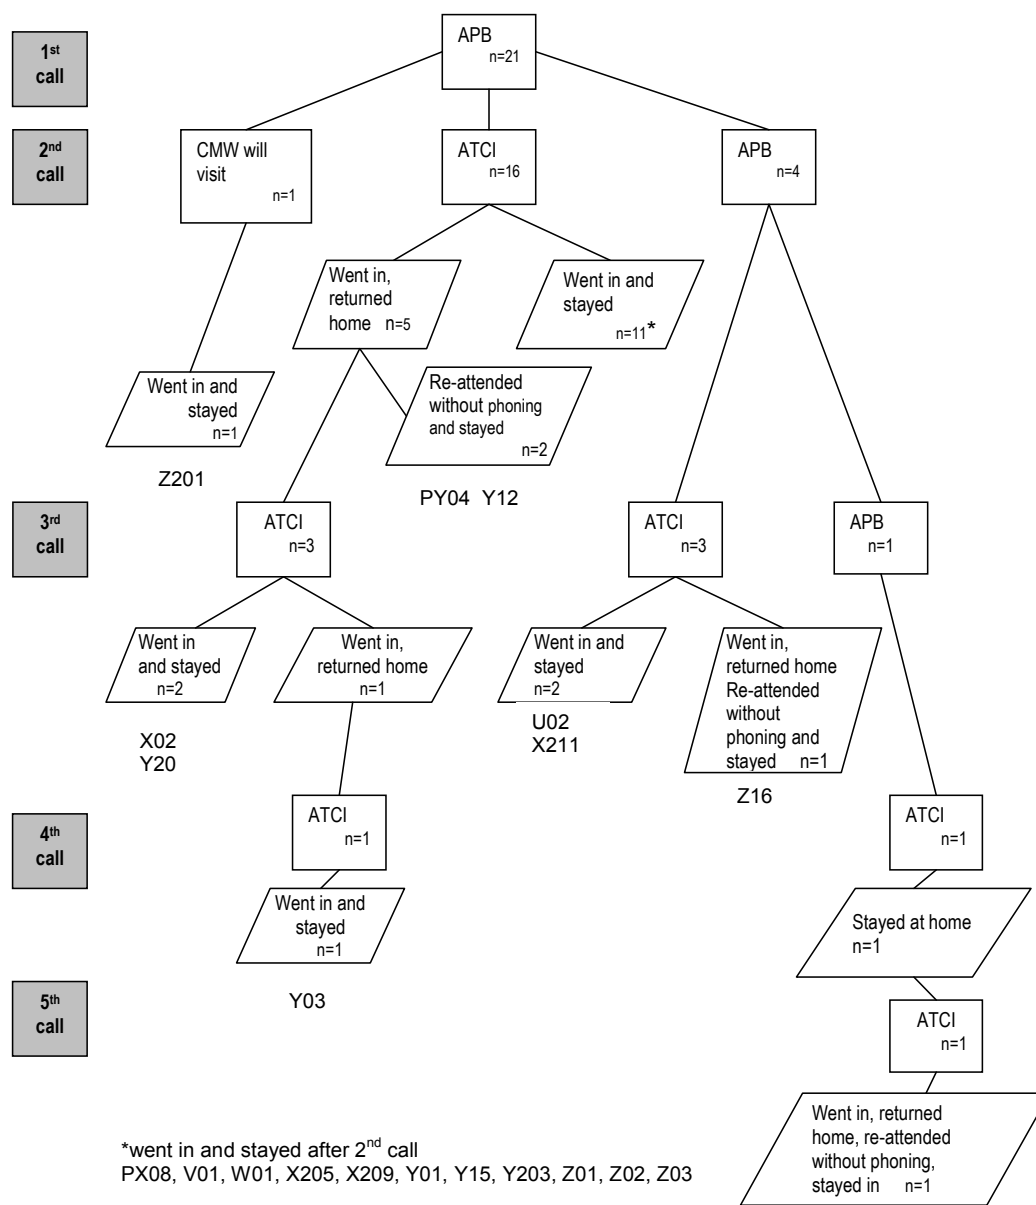 1st
call
APB
n=21
2nd
call
CMW will
visit
n=1
ATCI
n=16
APB
n=4
Went in,
returned
home n=5
Went in and
stayed
n=11*
Went in and
stayed
n=1
Z201
Re-attended
without phoning
and stayed
n=2
PY04 Y12
3rd
call
ATCI
n=3
ATCI
n=3
APB
n=1
Went in
and stayed
n=2
X02
Y20
Went in,
returned home
n=1
Went in and
stayed
n=2
U02
X211
Went in,
returned home
Re-attended
without
phoning and
stayed n=1
Z16
4th
call
ATCI
n=1
ATCI
n=1
Went in and
stayed
n=1
Y03
Stayed at home
n=1
5th
call
ATCI
n=1
Went in, returned
home, re-attended
without phoning,
stayed in n=1
*went in and stayed after 2nd call
PX08, V01, W01, X205, X209, Y01, Y15, Y203, Z01, Z02, Z03